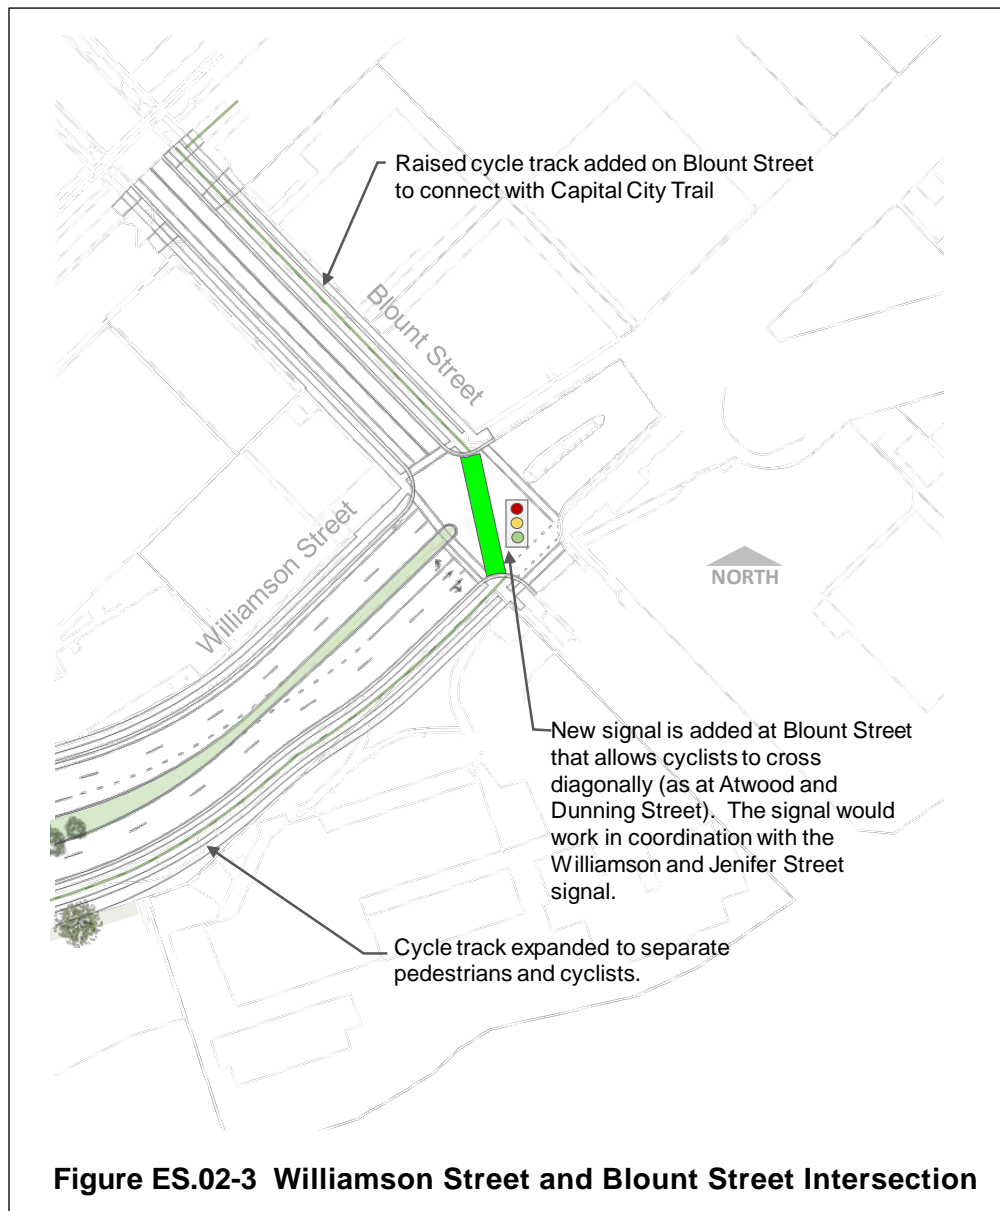 Raised cycle track added on Blount Street
to connect with Capital City Trail
Blount Street
Williamson Street
NORTH
New signal is added at Blount Street
that allows cyclists to cross
diagonally (as at Atwood and
Dunning Street).  The signal would
work in coordination with the
Williamson and Jenifer Street
signal.
Cycle track expanded to separate
pedestrians and cyclists.
Figure ES.02-3  Williamson Street and Blount Street Intersection